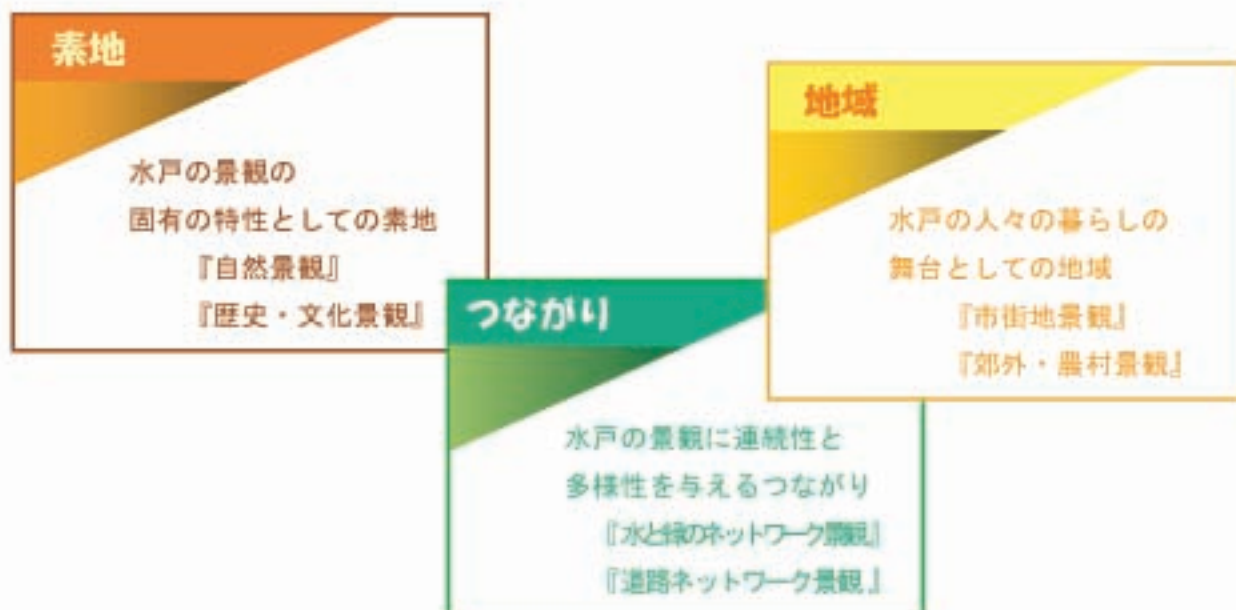 素地
水戸の景観の
固有の特性としての素地
『自然景観』
『歴史・文化景観』
つながり
水戸の景観に連続性と
多様性を与えるつながり
『水と緑のネットワーク景観』
『道路ネットワーク景観』
地域
水戸の人々の暮らしの
舞台としての地域
『市街地景観』
『郊外・農村景観』